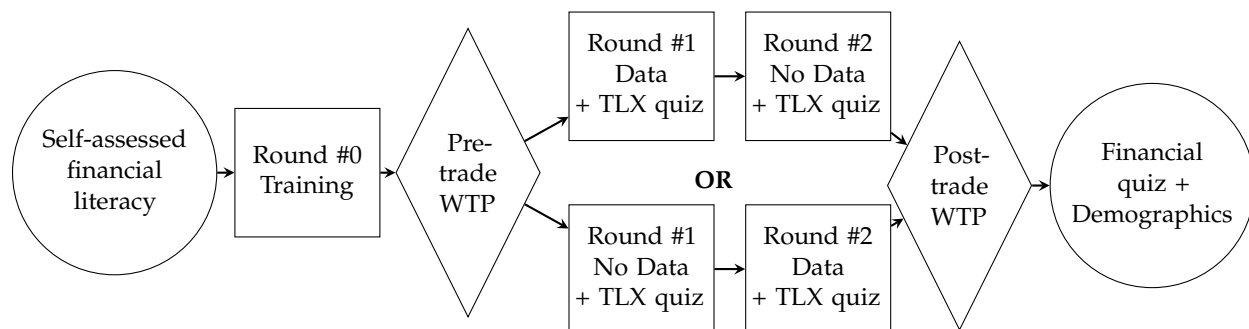 Self-assessed
financial
literacy
Round #0
Training
Pre-
trade
WTP
Round #1
Data
+ TLX quiz
Round #2
No Data
+ TLX quiz
OR
Round #1
No Data
+ TLX quiz
Round #2
Data
+ TLX quiz
Post-
trade
WTP
Financial
quiz +
Demographics